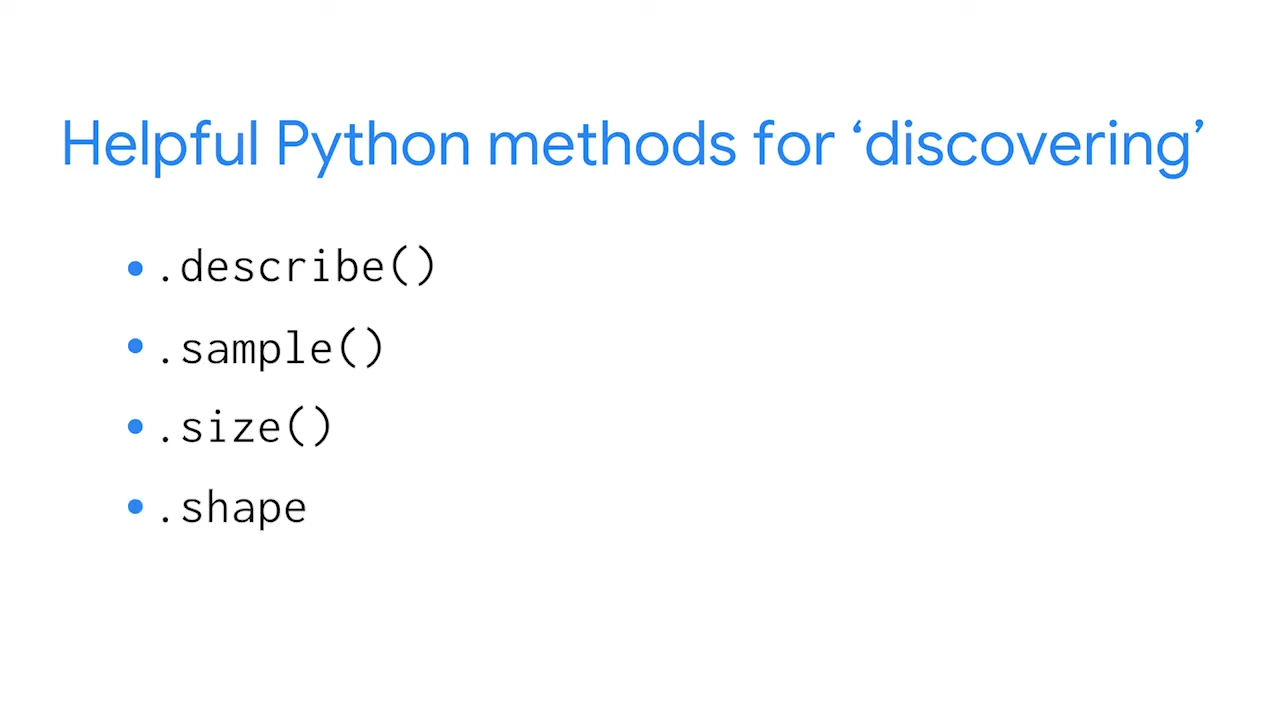 Helpful Python methods for ‘discovering’
• .describe()
• .sample()
• .size()
• .shape